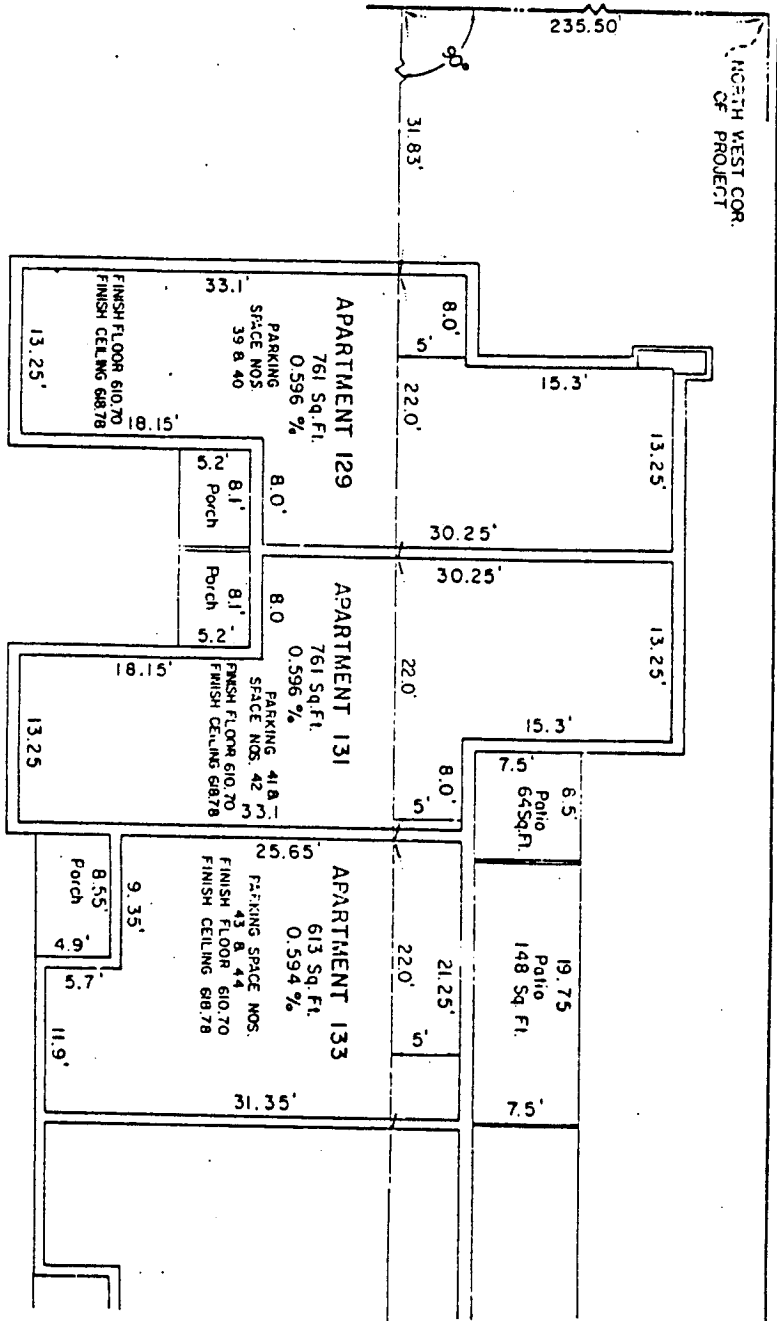 235.50'
NORTH WEST COR.
OF PROJECT
90°
31.83'
33.1'
8.0'
5'
15.3'
APARTMENT 129
761 Sq.Ft.
0.596 %
PARKING
SPACE NOS.
39 & 40
FINISH FLOOR 610.70
FINISH CEILING 618.78
22.0'
13.25'
13.25'
18.15'
5.2'
8.1'
Porch
8.0'
30.25'
30.25'
Porch
8.1'
5.2'
8.0
APARTMENT 131
761 Sq.Ft.
0.596 %
PARKING 41 &
SPACE NOS. 42
FINISH FLOOR 610.70
FINISH CEILING 618.78
22.0'
13.25'
18.15'
13.25
15.3'
8.0'
5'
33.1
7.5'
6.5'
Patio
64Sq.Ft.
25.65'
APARTMENT 133
613 Sq.Ft.
0.594 %
PARKING SPACE NOS.
43 & 44
FINISH FLOOR 610.70
FINISH CEILING 618.78
9.35'
8.55'
Porch
4.9'
5.7'
11.9'
22.0'
21.25'
5'
31.35'
19.75
Patio
148 Sq.Ft.
7.5'